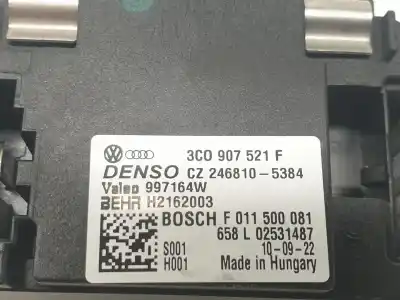 3C0 907 521 F
DENSO CZ 246810-5384
Valeo 997164W
BEHR H2162003
BOSCH F 011 500 081
658 L 02531487
S001 10-09-22
H001 Made in Hungary